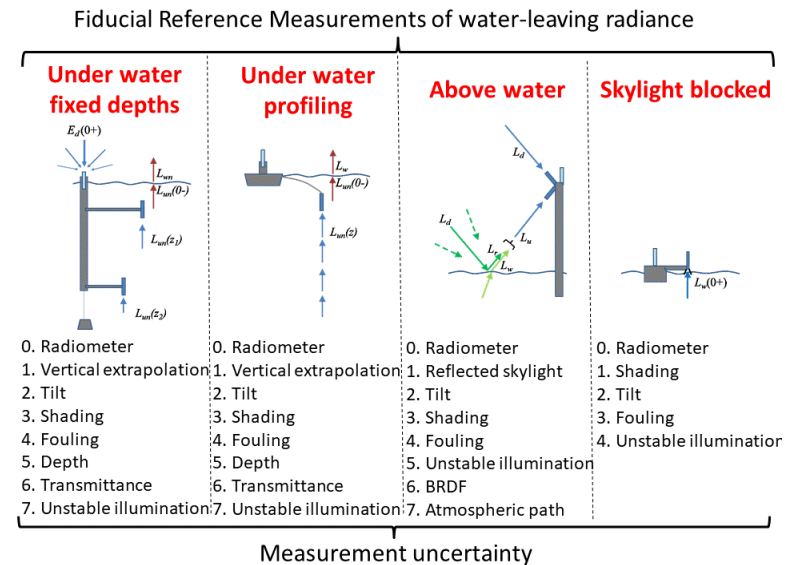 Fiducial Reference Measurements of water-leaving radiance
Under water
fixed depths
Ed(0+)
Lwn
Lun(0-)
Lun(z1)
Lun(z2)
0. Radiometer
1. Vertical extrapolation
2. Tilt
3. Shading
4. Fouling
5. Depth
6. Transmittance
7. Unstable illumination
Under water
profiling
Lw
Lun(0-)
Lun(z)
0. Radiometer
1. Vertical extrapolation
2. Tilt
3. Shading
4. Fouling
5. Depth
6. Transmittance
7. Unstable illumination
Above water
Ld
Ld
Lr
Lu
Lw
0. Radiometer
1. Reflected skylight
2. Tilt
3. Shading
4. Fouling
5. Unstable illumination
6. BRDF
7. Atmospheric path
Skylight blocked
Lw(0+)
0. Radiometer
1. Shading
2. Tilt
3. Fouling
4. Unstable illumination
Measurement uncertainty